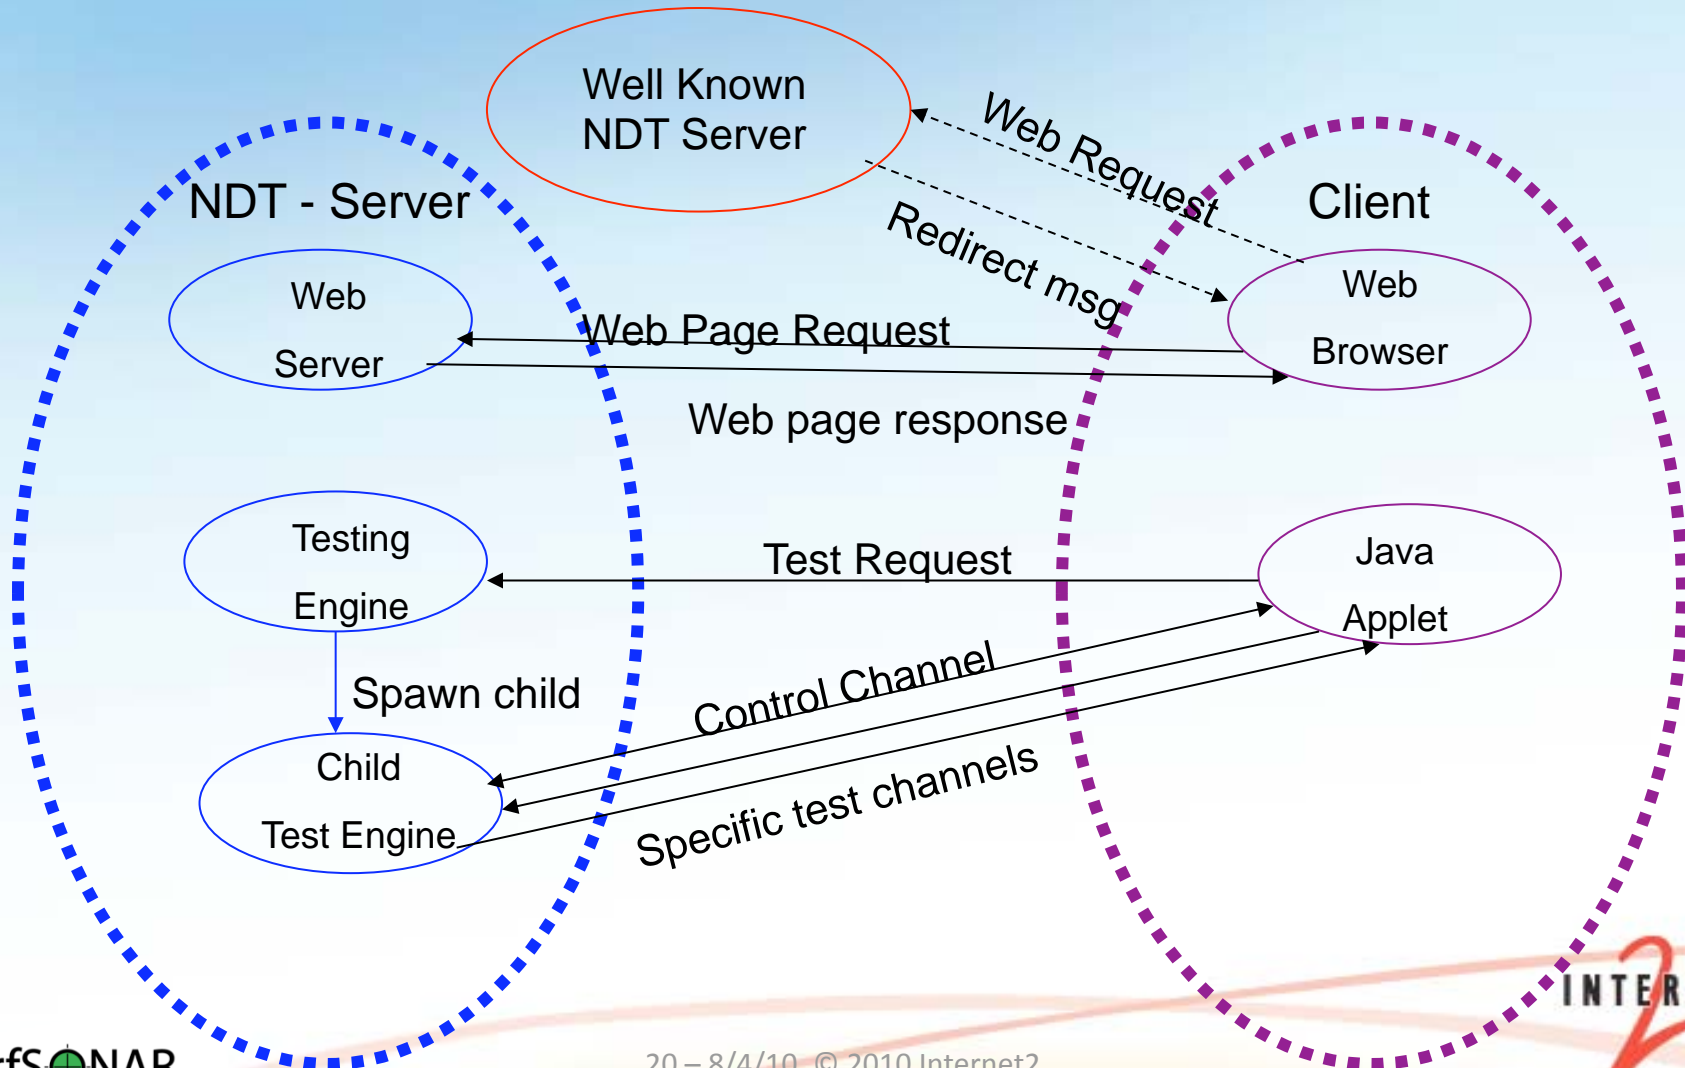 Well Known
NDT Server
Web Request
NDT - Server
Client
Redirect msg
Web
Server
Web Page Request
Web
Browser
Web page response
Testing
Engine
Test Request
Java
Applet
Spawn child
Control Channel
Child
Test Engine
Specific test channels
20 – 8/4/10, © 2010 Internet2